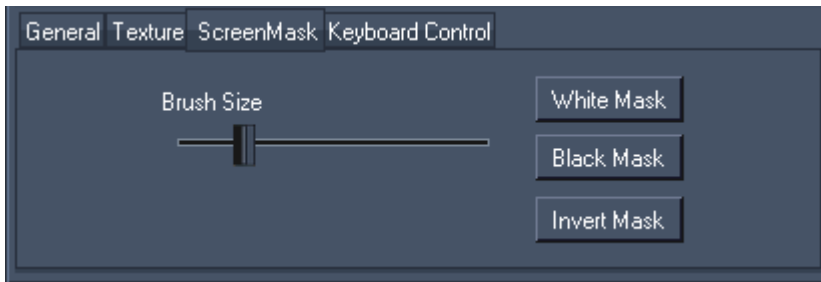 General Texture ScreenMask Keyboard Control
Brush Size
White Mask
Black Mask
Invert Mask